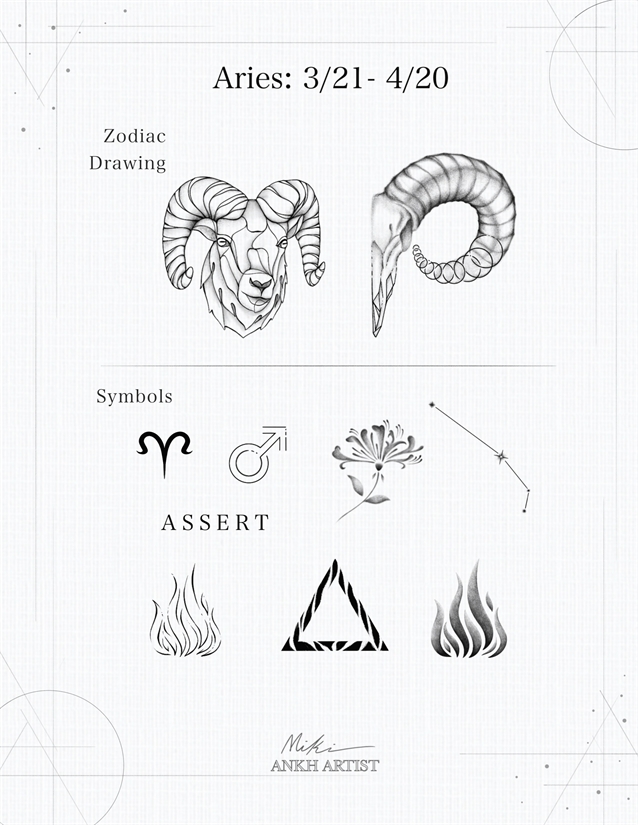 Aries: 3/21- 4/20
Zodiac
Drawing
Symbols
ASSERT
Miki
ANKH ARTIST